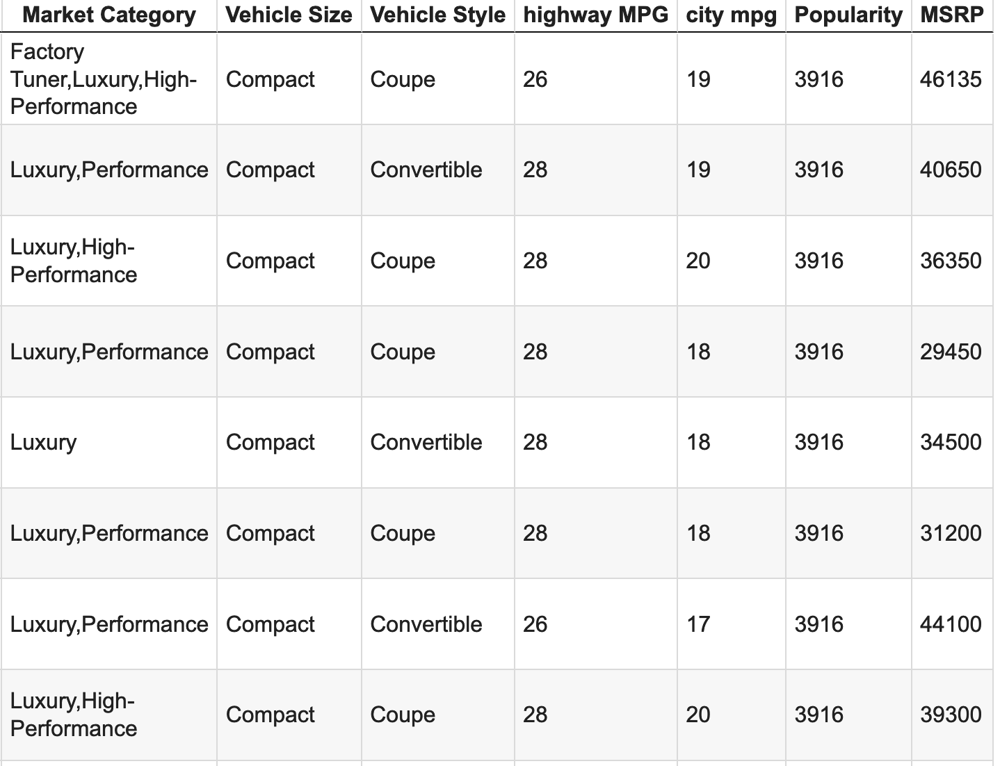 Market Category Vehicle Size Vehicle Style highway MPG city mpg Popularity MSRP
Factory
Tuner,Luxury,High-
Performance
Compact Coupe 26 19 3916 46135
Luxury,Performance Compact Convertible 28 19 3916 40650
Luxury,High-
Performance
Compact Coupe 28 20 3916 36350
Luxury,Performance Compact Coupe 28 18 3916 29450
Luxury Compact Convertible 28 18 3916 34500
Luxury,Performance Compact Coupe 28 18 3916 31200
Luxury,Performance Compact Convertible 26 17 3916 44100
Luxury,High-
Performance
Compact Coupe 28 20 3916 39300